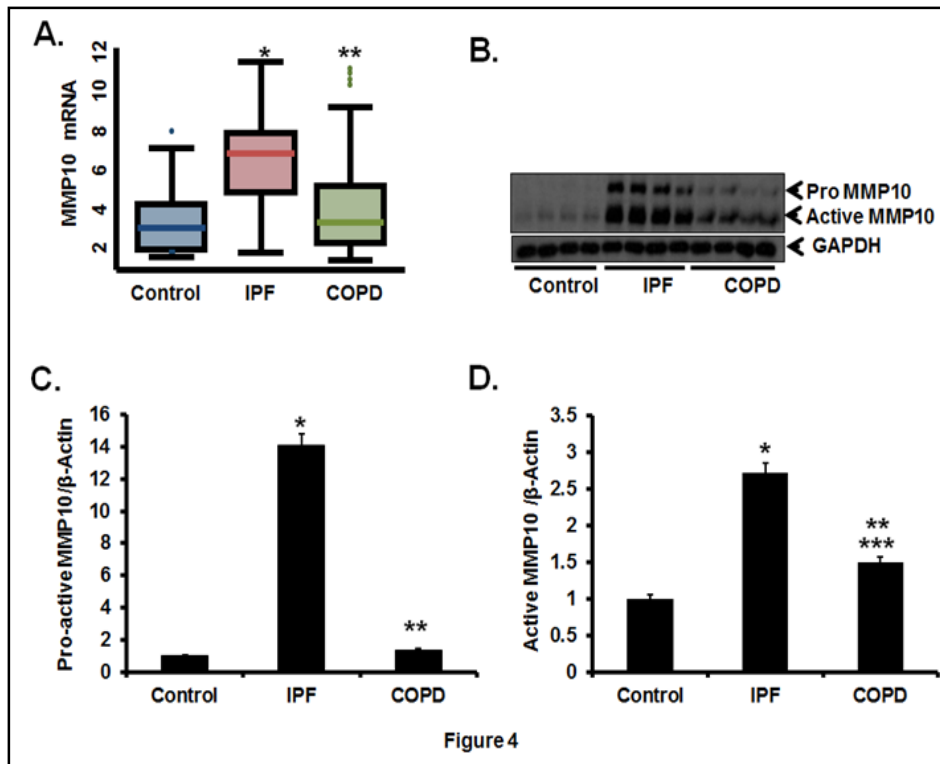 A.
MMP10 mRNA
12
10
8
6
4
2
*
**
Control IPF COPD
B.
Pro MMP10
Active MMP10
GAPDH
Control IPF COPD
C.
Pro-active MMP10/β-Actin
16
14
12
10
8
6
4
2
0
*
**
Control IPF COPD
D.
Active MMP10 /β-Actin
3.5
3
2.5
2
1.5
1
0.5
0
*
**
***
Control IPF COPD
Figure 4